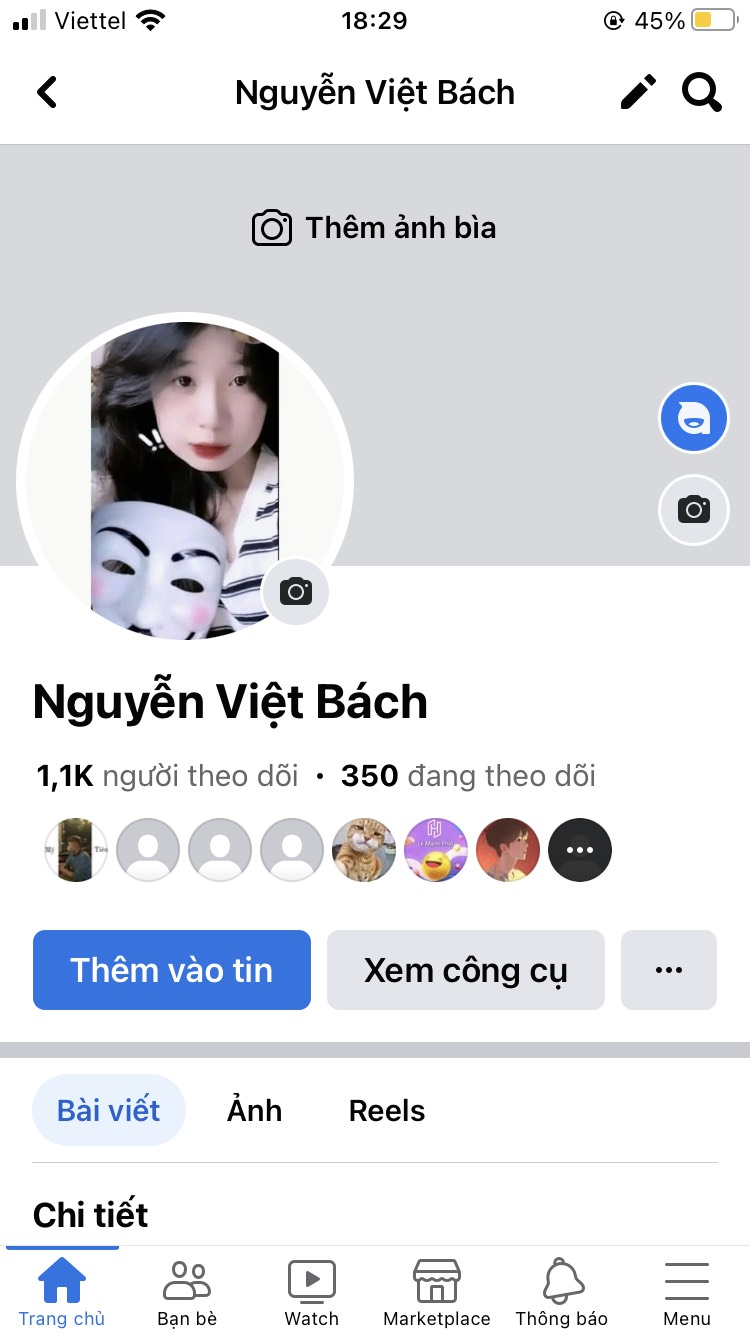 Viettel 18:29 45%
Nguyễn Việt Bách
Thêm ảnh bìa
Nguyễn Việt Bách
1,1K người theo dõi · 350 đang theo dõi
Thêm vào tin Xem công cụ ...
Bài viết Ảnh Reels
Chi tiết
Trang chủ Bạn bè Watch Marketplace Thông báo Menu